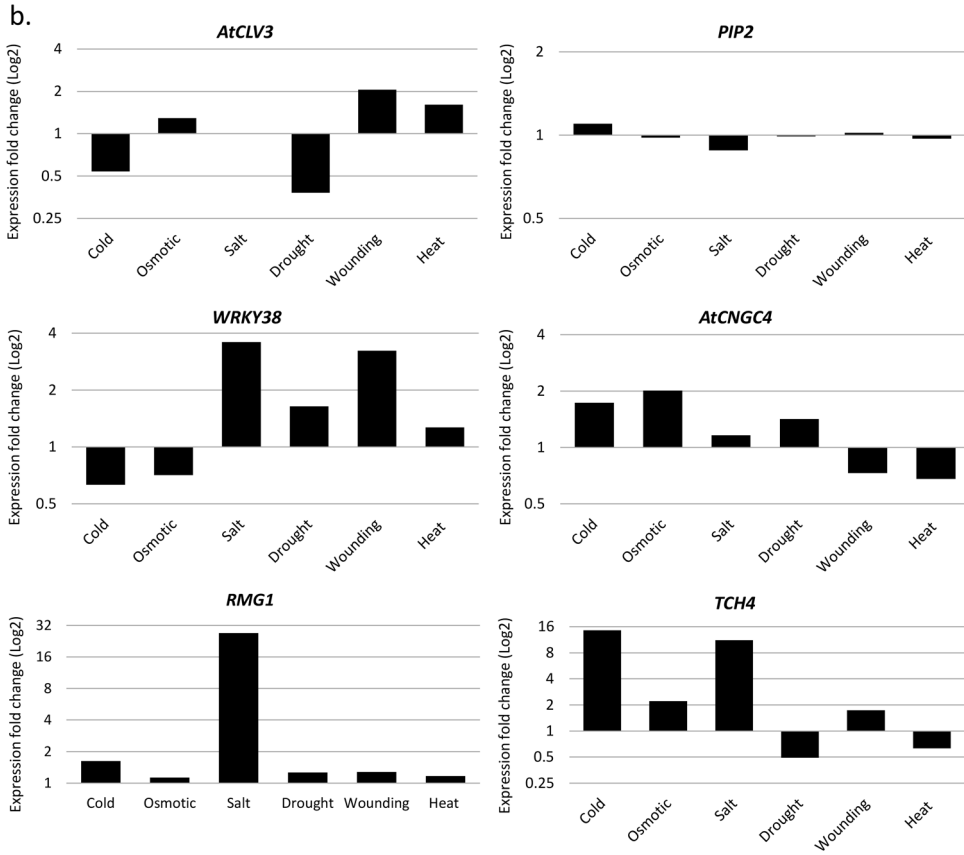 b.
AtCLV3
Expression fold change (Log2)
4
2
1
0.5
0.25
Cold
Osmotic
Salt
Drought
Wounding
Heat
PIP2
Expression fold change (Log2)
2
1
0.5
Cold
Osmotic
Salt
Drought
Wounding
Heat
WRKY38
Expression fold change (Log2)
4
2
1
0.5
Cold
Osmotic
Salt
Drought
Wounding
Heat
AtCNGC4
Expression fold change (Log2)
4
2
1
0.5
Cold
Osmotic
Salt
Drought
Wounding
Heat
RMG1
Expression fold change (Log2)
32
16
8
4
2
1
Cold Osmotic Salt Drought Wounding Heat
TCH4
Expression fold change (Log2)
16
8
4
2
1
0.5
0.25
Cold
Osmotic
Salt
Drought
Wounding
Heat